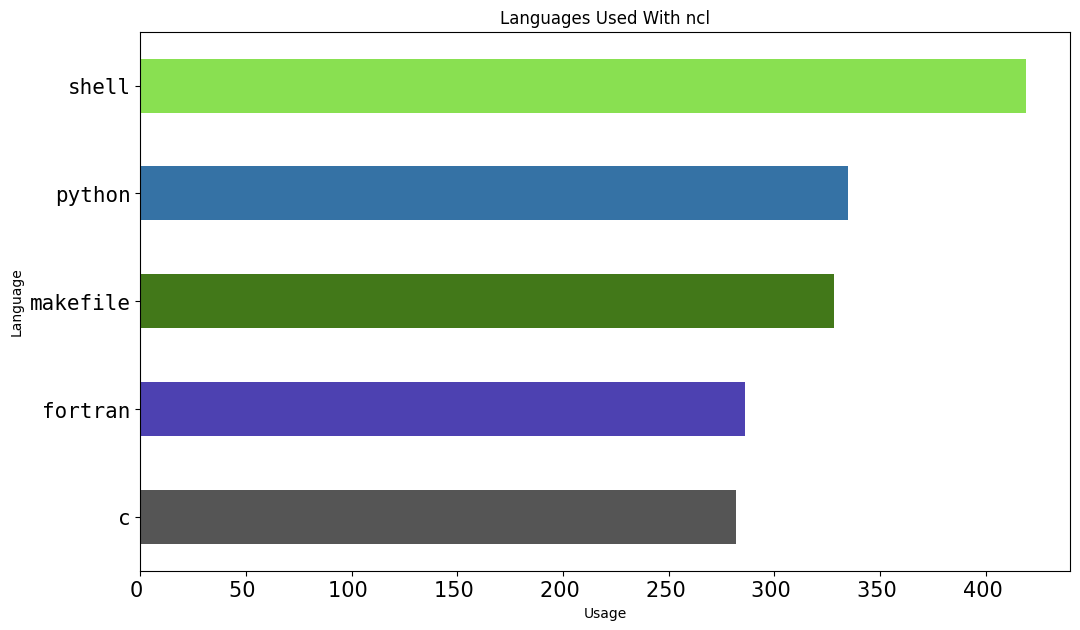 Languages Used With ncl
shell
python
makefile
fortran
c
Language
0 50 100 150 200 250 300 350 400
Usage